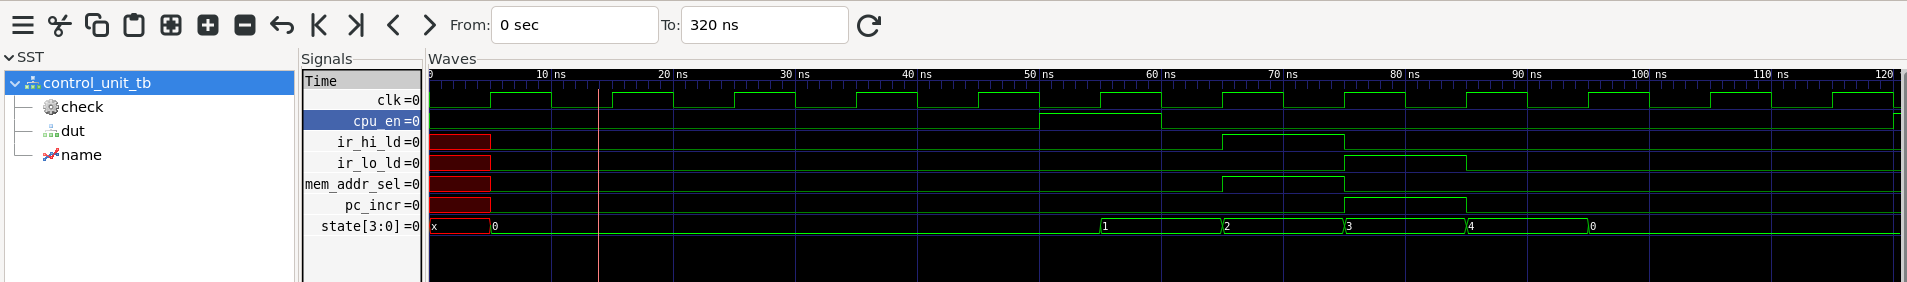 From: 0 sec To: 320 ns
SST
control_unit_tb
check
dut
name
Signals
Time
clk =0
cpu_en =0
ir_hi_ld =0
ir_lo_ld =0
mem_addr_sel =0
pc_incr =0
state[3:0] =0
Waves
0 10 ns 20 ns 30 ns 40 ns 50 ns 60 ns 70 ns 80 ns 90 ns 100 ns 110 ns 120
x 0 1 2 3 4 0